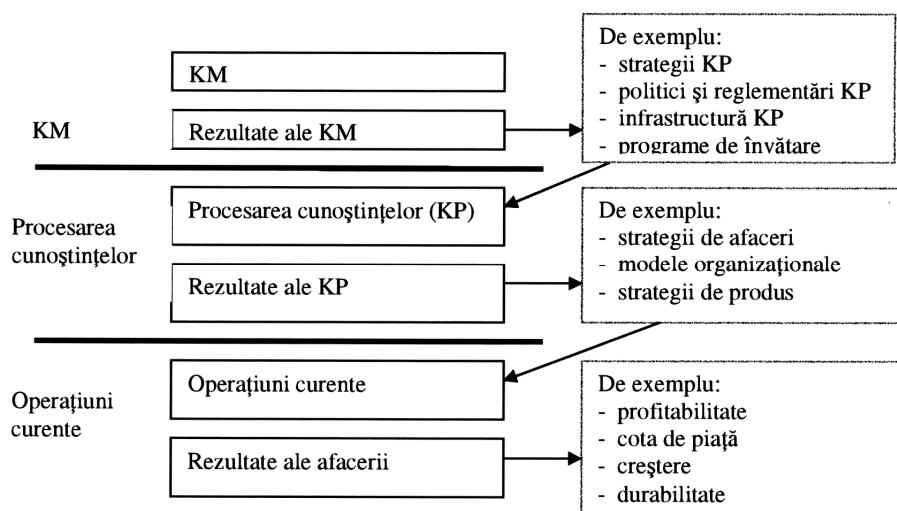 KM
De exemplu:
- strategii KP
- politici şi reglementări KP
- infrastructură KP
- programe de învătare
KM
Rezultate ale KM
Procesarea
cunoştinţelor
Procesarea cunoştinţelor (KP)
Rezultate ale KP
De exemplu:
- strategii de afaceri
- modele organizaţionale
- strategii de produs
Operaţiuni
curente
Operaţiuni curente
Rezultate ale afacerii
De exemplu:
- profitabilitate
- cota de piaţă
- creştere
- durabilitate